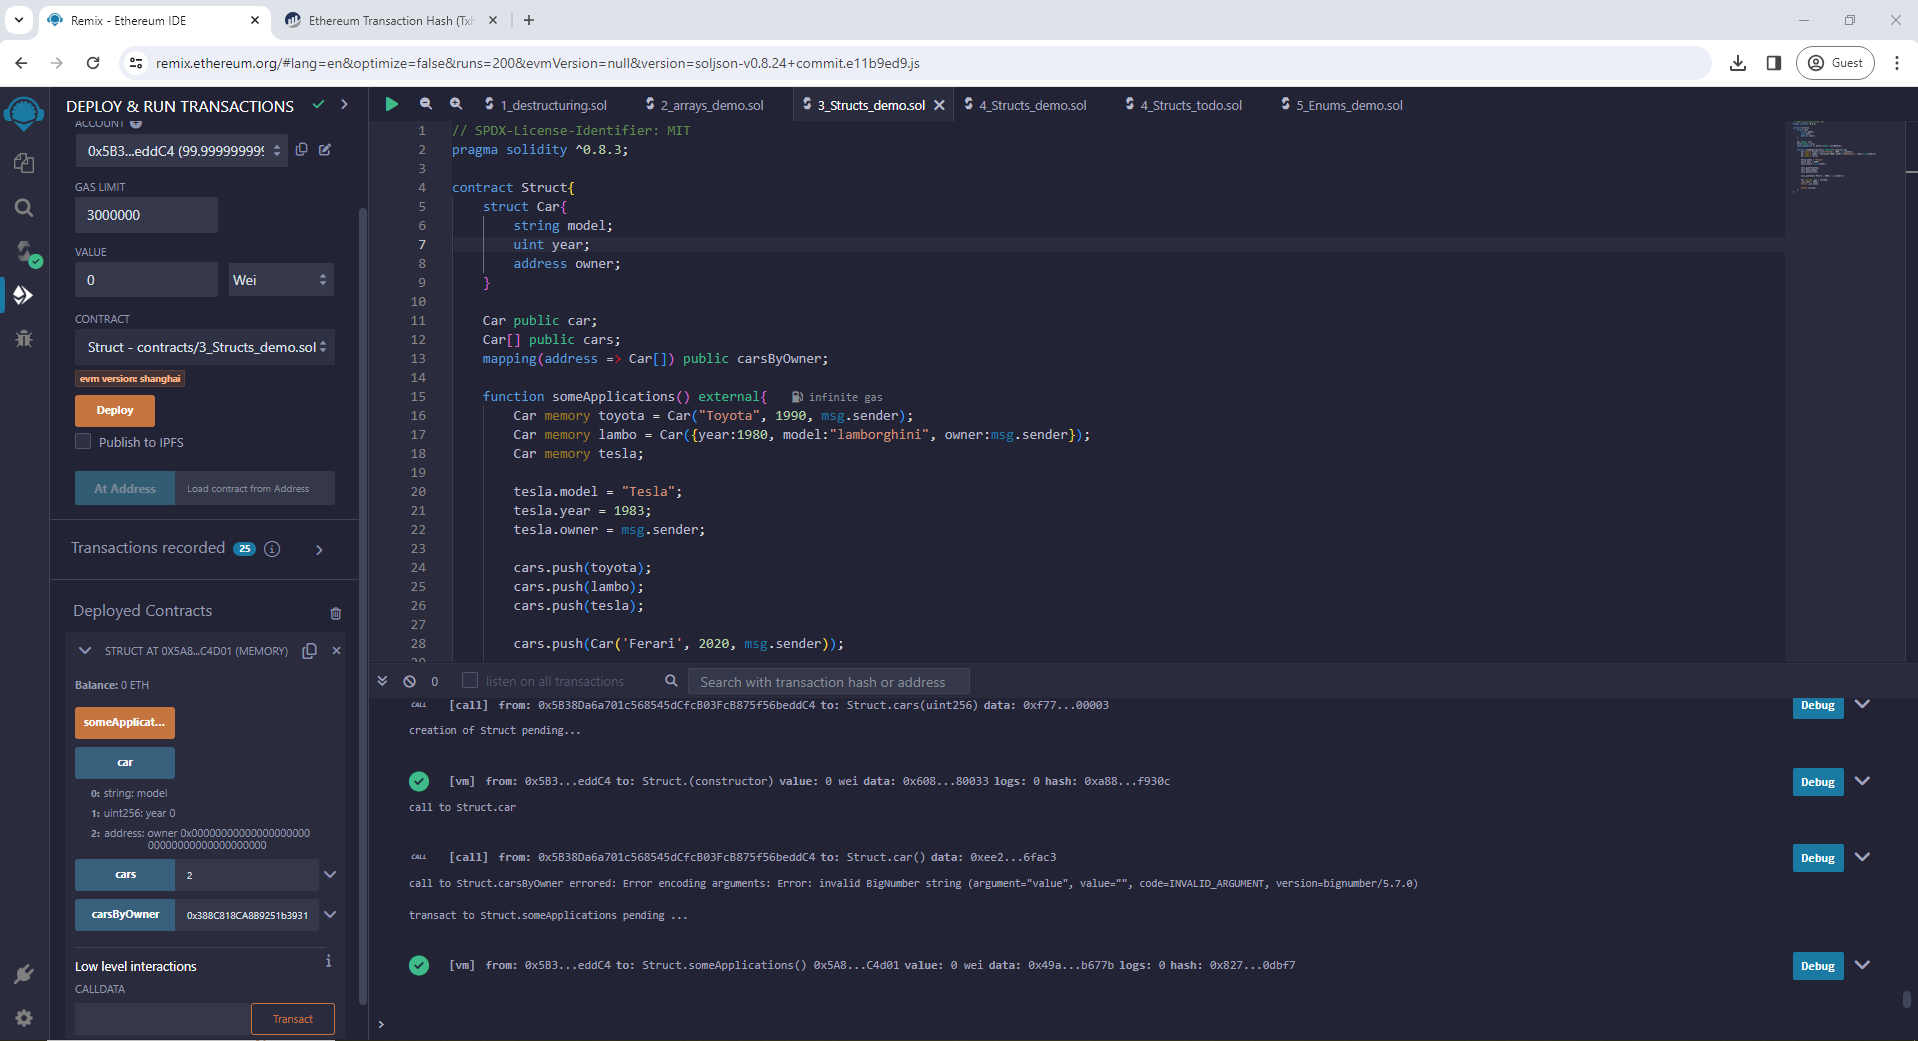 Remix - Ethereum IDE
Ethereum Transaction Hash (Txh
remix.ethereum.org/#lang=en&optimize=false&runs=200&evmVersion=null&version=soljson-v0.8.24+commit.e11b9ed9.js
Guest
DEPLOY & RUN TRANSACTIONS
ACCOUNT
0x5B3...eddC4 (99.9999999999
GAS LIMIT
3000000
VALUE
0
Wei
CONTRACT
Struct - contracts/3_Structs_demo.sol
evm version: shanghai
Deploy
Publish to IPFS
At Address
Load contract from Address
Transactions recorded 25
Deployed Contracts
STRUCT AT 0X5A8...C4D01 (MEMORY)
Balance: 0 ETH
someApplicat...
car
0: string: model
1: uint256: year 0
2: address: owner 0x00000000000000000000
00000000000000000000
cars
2
carsByOwner
0x388C818CA8B9251b3931
Low level interactions
CALLDATA
Transact
1_destructuring.sol
2_arrays_demo.sol
3_Structs_demo.sol
4_Structs_demo.sol
4_Structs_todo.sol
5_Enums_demo.sol
1 // SPDX-License-Identifier: MIT
2 pragma solidity ^0.8.3;
3
4 contract Struct{
5 struct Car{
6 string model;
7 uint year;
8 address owner;
9 }
10
11 Car public car;
12 Car[] public cars;
13 mapping(address => Car[]) public carsByOwner;
14
15 function someApplications() external{ infinite gas
16 Car memory toyota = Car("Toyota", 1990, msg.sender);
17 Car memory lambo = Car({year:1980, model:"lamborghini", owner:msg.sender});
18 Car memory tesla;
19
20 tesla.model = "Tesla";
21 tesla.year = 1983;
22 tesla.owner = msg.sender;
23
24 cars.push(toyota);
25 cars.push(lambo);
26 cars.push(tesla);
27
28 cars.push(Car('Ferari', 2020, msg.sender));
29
0
listen on all transactions
Search with transaction hash or address
CALL [call] from: 0x5B38Da6a701c568545dCfcB03FcB875f56beddC4 to: Struct.cars(uint256) data: 0xf77...00003
Debug
creation of Struct pending...
[vm] from: 0x5B3...eddC4 to: Struct.(constructor) value: 0 wei data: 0x608...80033 logs: 0 hash: 0xa88...f930c
Debug
call to Struct.car
CALL [call] from: 0x5B38Da6a701c568545dCfcB03FcB875f56beddC4 to: Struct.car() data: 0xee2...6fac3
Debug
call to Struct.carsByOwner errored: Error encoding arguments: Error: invalid BigNumber string (argument="value", value="", code=INVALID_ARGUMENT, version=bignumber/5.7.0)
transact to Struct.someApplications pending ...
[vm] from: 0x5B3...eddC4 to: Struct.someApplications() 0x5A8...C4d01 value: 0 wei data: 0x49a...b677b logs: 0 hash: 0x827...0dbf7
Debug
>